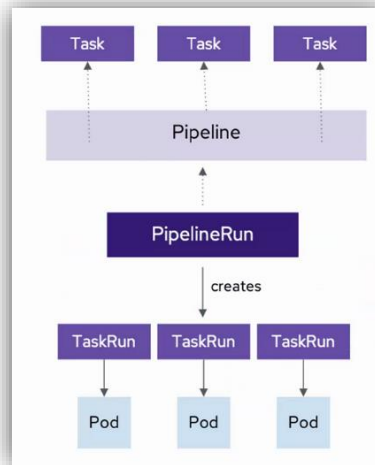 Task Task Task
Pipeline
PipelineRun
creates
TaskRun TaskRun TaskRun
Pod Pod Pod